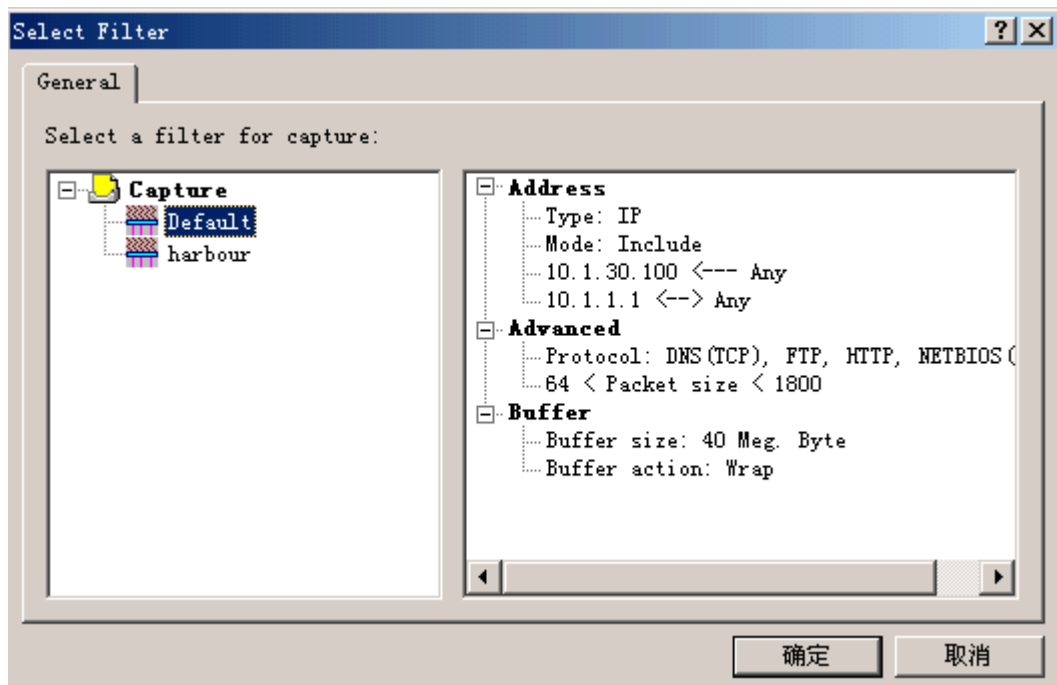 Select Filter
General
Select a filter for capture:
Capture
Default
harbour
Address
Type: IP
Mode: Include
10.1.30.100 <--- Any
10.1.1.1 <--> Any
Advanced
Protocol: DNS(TCP), FTP, HTTP, NETBIOS(
64 < Packet size < 1800
Buffer
Buffer size: 40 Meg. Byte
Buffer action: Wrap
确定
取消